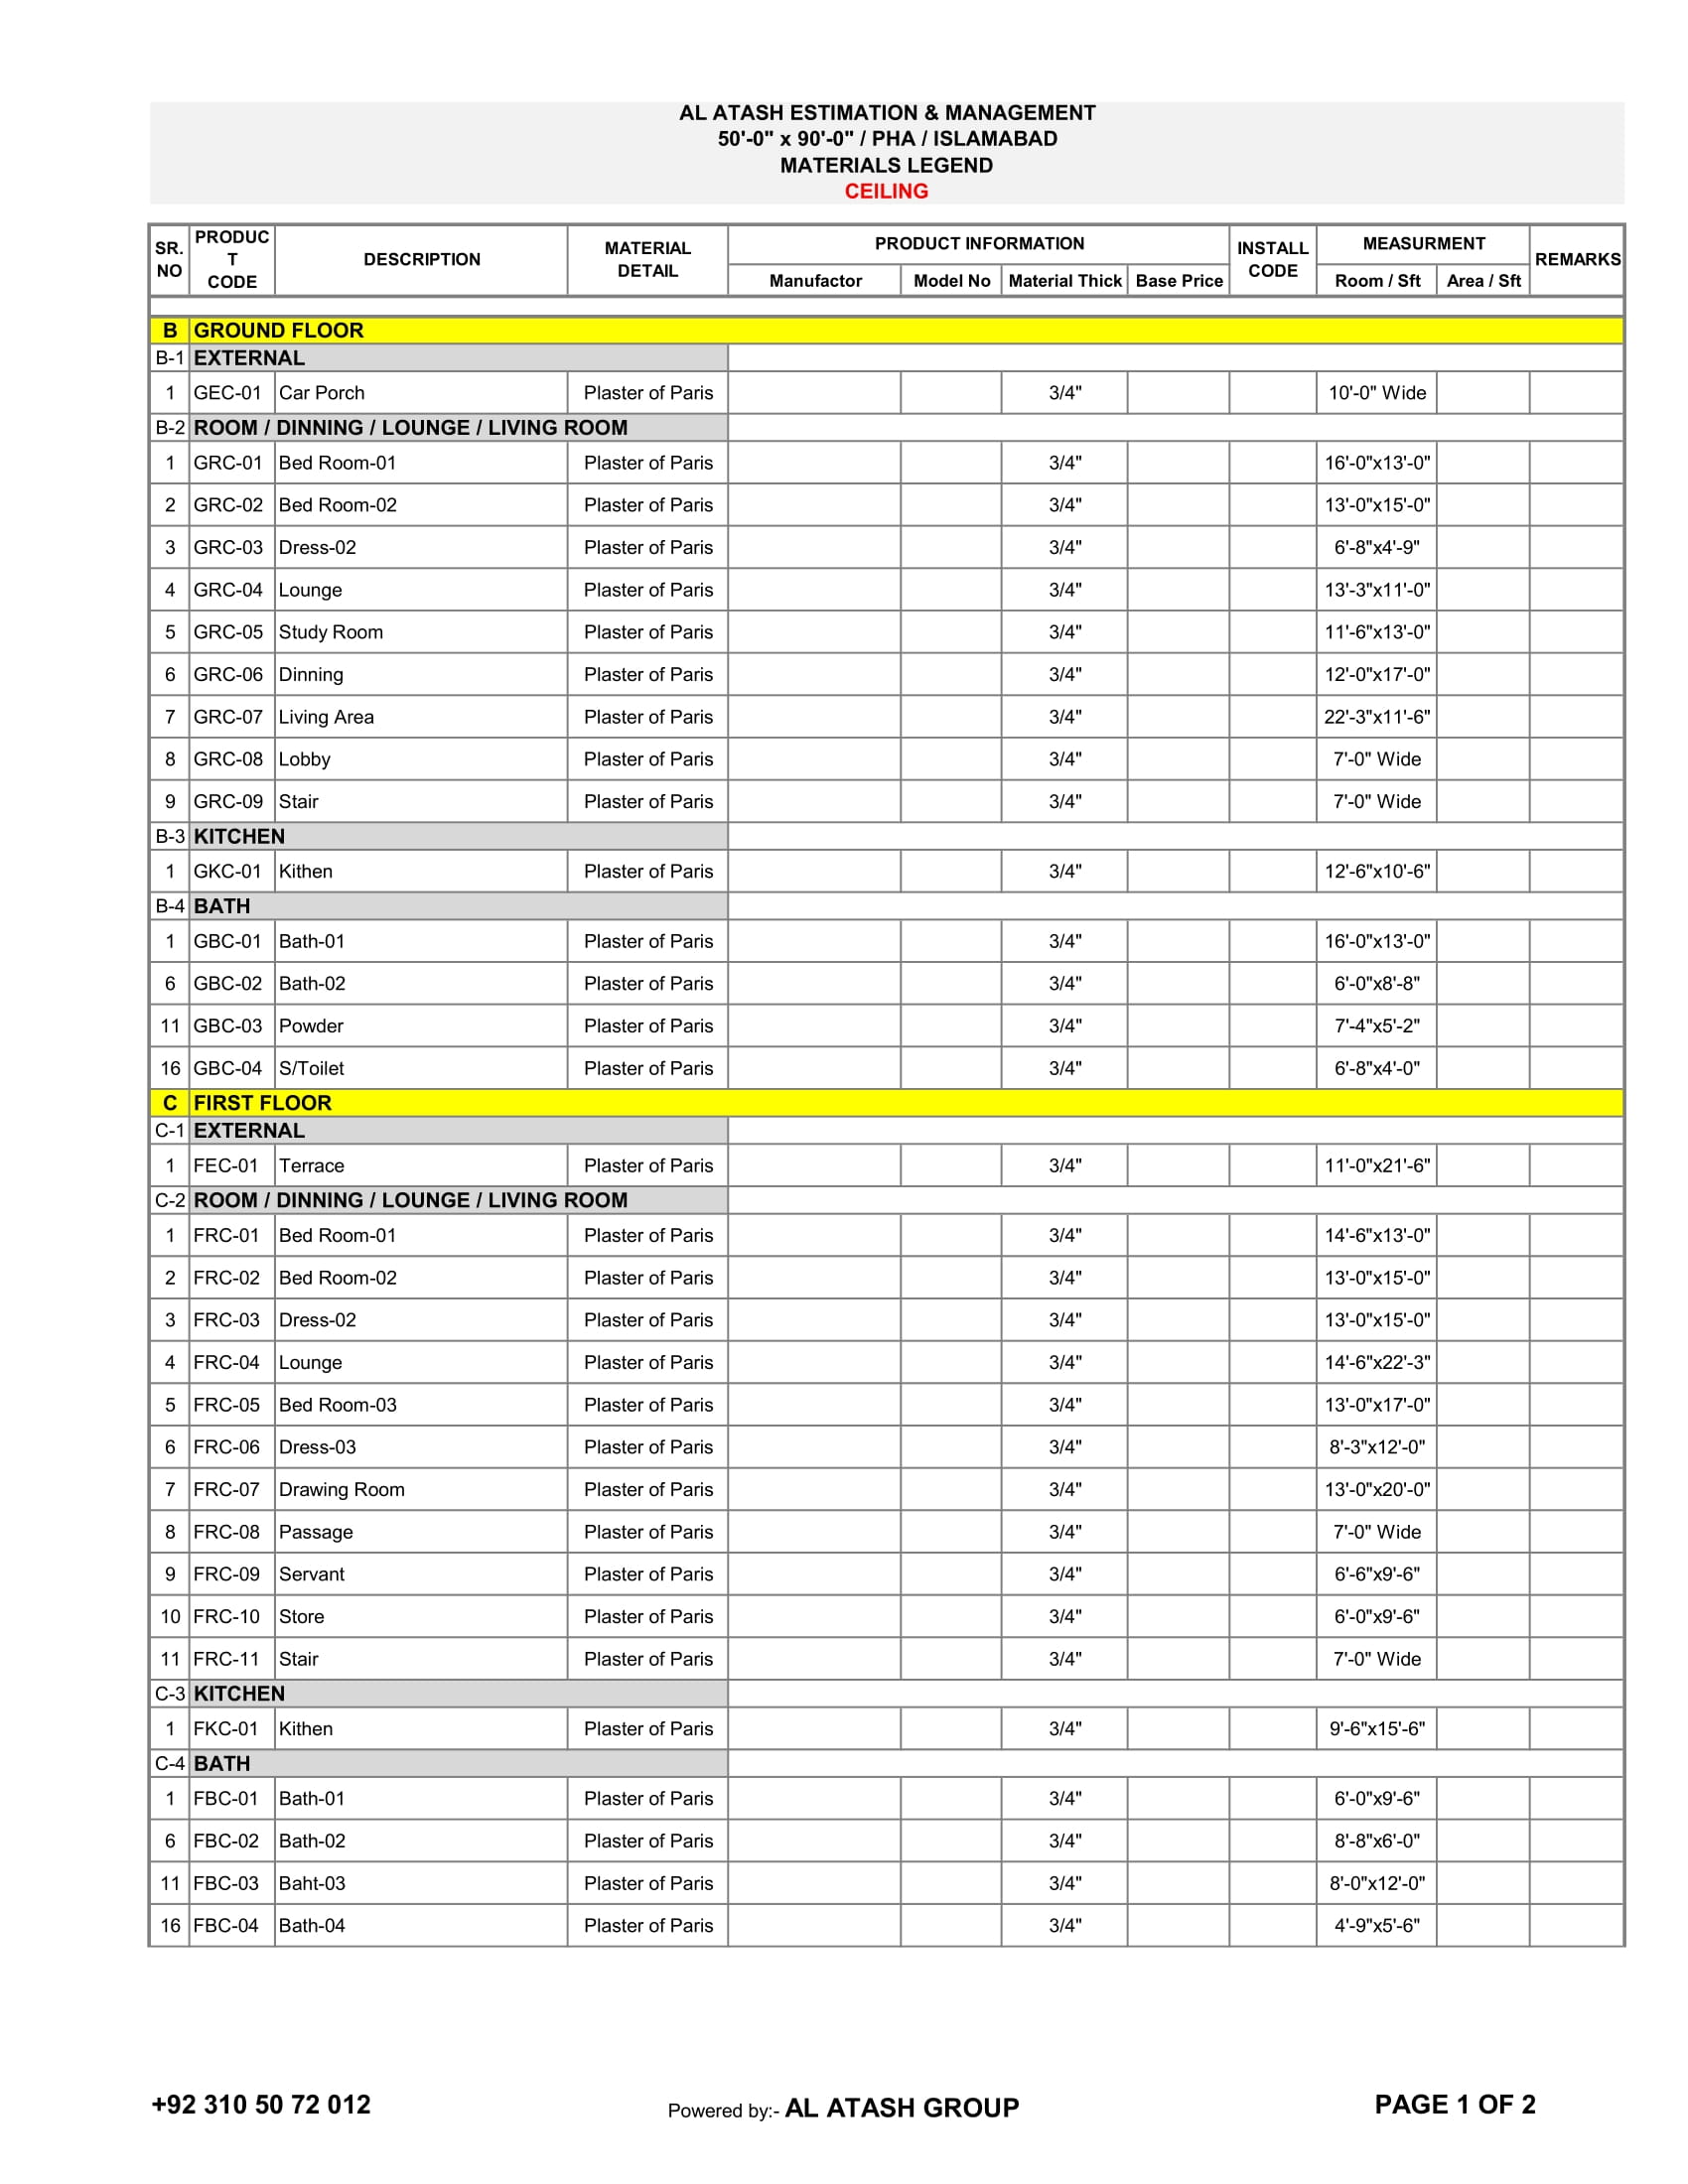 AL ATASH ESTIMATION & MANAGEMENT
50'-0" x 90'-0" / PHA / ISLAMABAD
MATERIALS LEGEND
CEILING
SR. NO PRODUC T CODE DESCRIPTION MATERIAL DETAIL PRODUCT INFORMATION INSTALL CODE MEASURMENT REMARKS
Manufactor Model No Material Thick Base Price Room / Sft Area / Sft
B GROUND FLOOR
B-1 EXTERNAL
1 GEC-01 Car Porch Plaster of Paris 3/4" 10'-0" Wide
B-2 ROOM / DINNING / LOUNGE / LIVING ROOM
1 GRC-01 Bed Room-01 Plaster of Paris 3/4" 16'-0"x13'-0"
2 GRC-02 Bed Room-02 Plaster of Paris 3/4" 13'-0"x15'-0"
3 GRC-03 Dress-02 Plaster of Paris 3/4" 6'-8"x4'-9"
4 GRC-04 Lounge Plaster of Paris 3/4" 13'-3"x11'-0"
5 GRC-05 Study Room Plaster of Paris 3/4" 11'-6"x13'-0"
6 GRC-06 Dinning Plaster of Paris 3/4" 12'-0"x17'-0"
7 GRC-07 Living Area Plaster of Paris 3/4" 22'-3"x11'-6"
8 GRC-08 Lobby Plaster of Paris 3/4" 7'-0" Wide
9 GRC-09 Stair Plaster of Paris 3/4" 7'-0" Wide
B-3 KITCHEN
1 GKC-01 Kithen Plaster of Paris 3/4" 12'-6"x10'-6"
B-4 BATH
1 GBC-01 Bath-01 Plaster of Paris 3/4" 16'-0"x13'-0"
6 GBC-02 Bath-02 Plaster of Paris 3/4" 6'-0"x8'-8"
11 GBC-03 Powder Plaster of Paris 3/4" 7'-4"x5'-2"
16 GBC-04 S/Toilet Plaster of Paris 3/4" 6'-8"x4'-0"
C FIRST FLOOR
C-1 EXTERNAL
1 FEC-01 Terrace Plaster of Paris 3/4" 11'-0"x21'-6"
C-2 ROOM / DINNING / LOUNGE / LIVING ROOM
1 FRC-01 Bed Room-01 Plaster of Paris 3/4" 14'-6"x13'-0"
2 FRC-02 Bed Room-02 Plaster of Paris 3/4" 13'-0"x15'-0"
3 FRC-03 Dress-02 Plaster of Paris 3/4" 13'-0"x15'-0"
4 FRC-04 Lounge Plaster of Paris 3/4" 14'-6"x22'-3"
5 FRC-05 Bed Room-03 Plaster of Paris 3/4" 13'-0"x17'-0"
6 FRC-06 Dress-03 Plaster of Paris 3/4" 8'-3"x12'-0"
7 FRC-07 Drawing Room Plaster of Paris 3/4" 13'-0"x20'-0"
8 FRC-08 Passage Plaster of Paris 3/4" 7'-0" Wide
9 FRC-09 Servant Plaster of Paris 3/4" 6'-6"x9'-6"
10 FRC-10 Store Plaster of Paris 3/4" 6'-0"x9'-6"
11 FRC-11 Stair Plaster of Paris 3/4" 7'-0" Wide
C-3 KITCHEN
1 FKC-01 Kithen Plaster of Paris 3/4" 9'-6"x15'-6"
C-4 BATH
1 FBC-01 Bath-01 Plaster of Paris 3/4" 6'-0"x9'-6"
6 FBC-02 Bath-02 Plaster of Paris 3/4" 8'-8"x6'-0"
11 FBC-03 Baht-03 Plaster of Paris 3/4" 8'-0"x12'-0"
16 FBC-04 Bath-04 Plaster of Paris 3/4" 4'-9"x5'-6"
+92 310 50 72 012 Powered by:- AL ATASH GROUP PAGE 1 OF 2